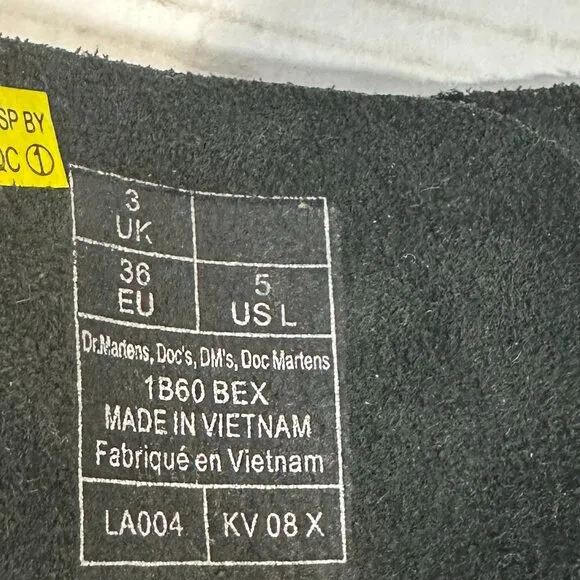 SP BY
QC ①
3
UK
36
EU
5
US L
Dr.Martens, Doc's, DM's, Doc Martens
1B60 BEX
MADE IN VIETNAM
Fabriqué en Vietnam
LA004
KV 08 X